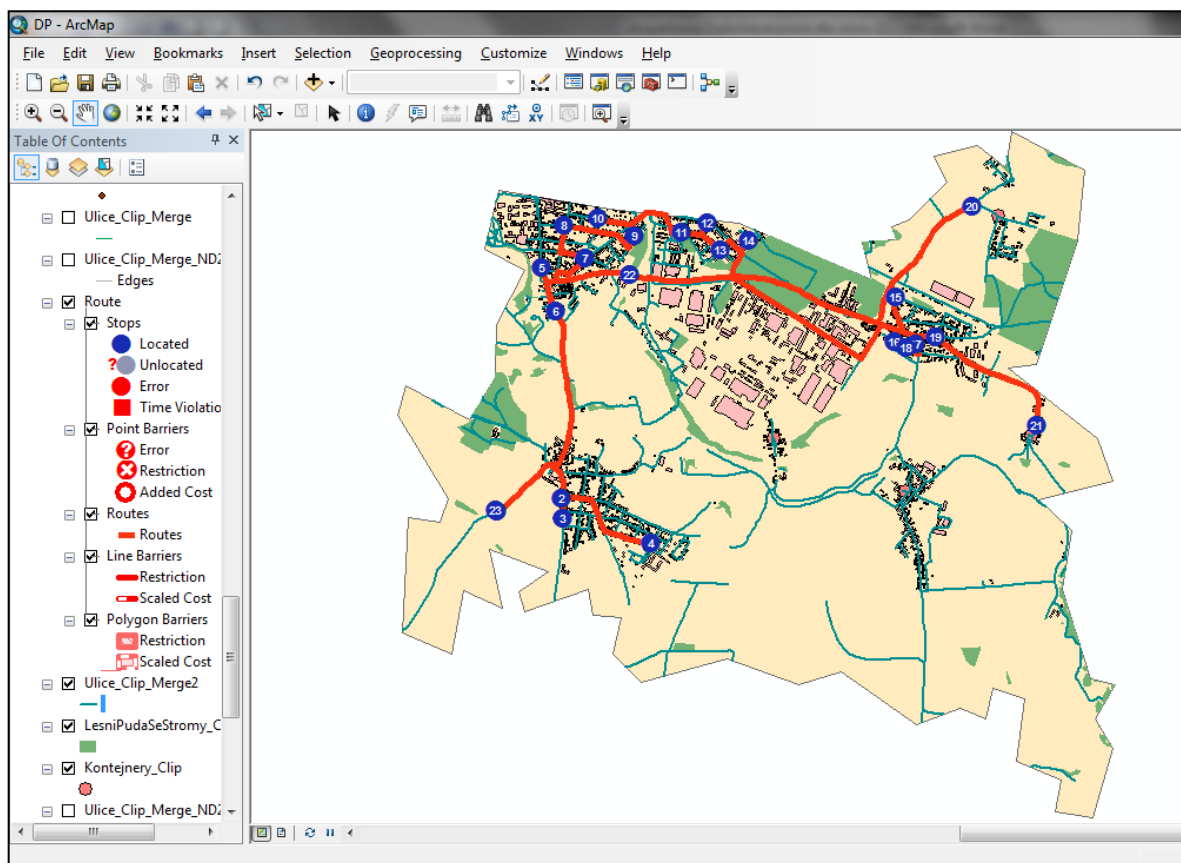 DP - ArcMap
File Edit View Bookmarks Insert Selection Geoprocessing Customize Windows Help
Table Of Contents
Ulice_Clip_Merge
Ulice_Clip_Merge_ND2
Edges
Route
Stops
Located
? Unlocated
Error
Time Violatio
Point Barriers
? Error
Restriction
Added Cost
Routes
Routes
Line Barriers
Restriction
Scaled Cost
Polygon Barriers
Restriction
Scaled Cost
Ulice_Clip_Merge2
LesniPudaSeStromy_C
Kontejnery_Clip
Ulice_Clip_Merge_ND2
XY
20
10
12
8
9
11
14
13
7
5
22
6
15
19
16
18
7
21
2
23
3
4